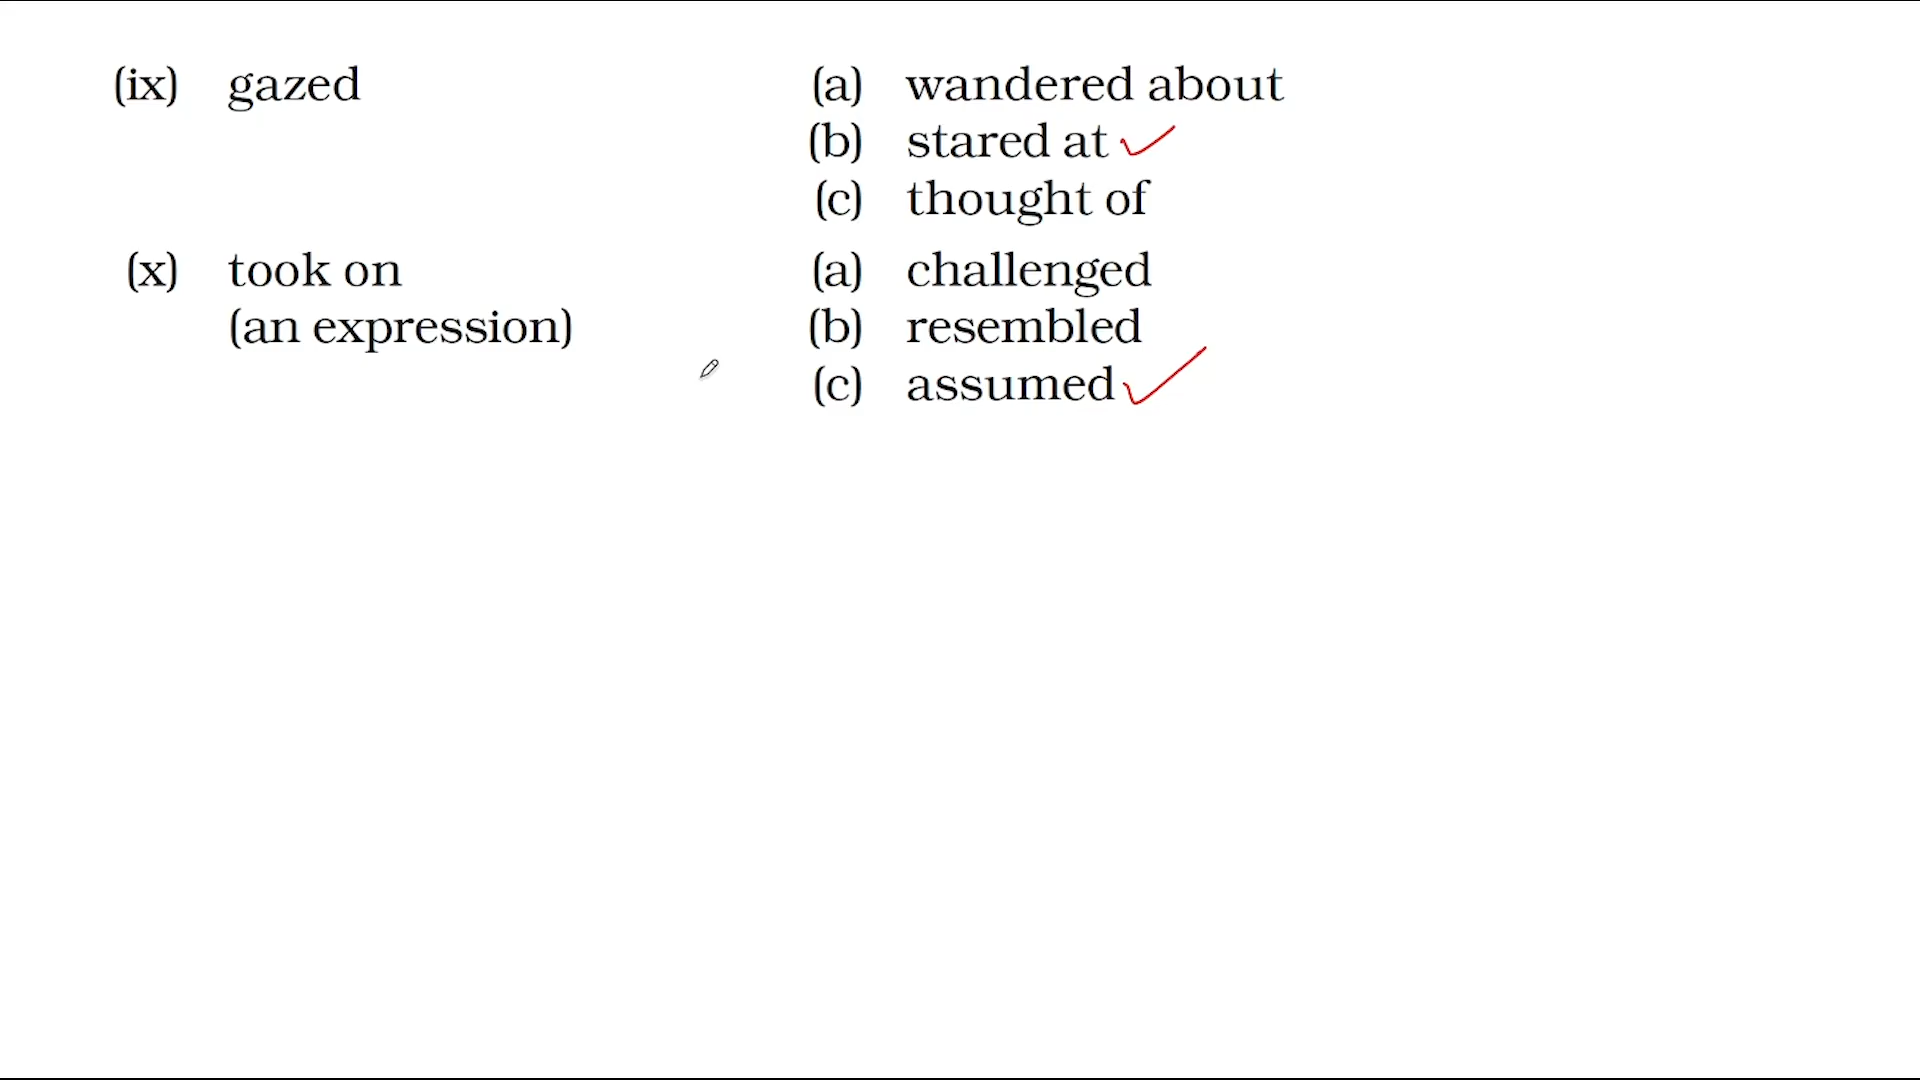 (ix) gazed (a) wandered about
(b) stared at
(c) thought of
(x) took on (a) challenged
(an expression) (b) resembled
(c) assumed